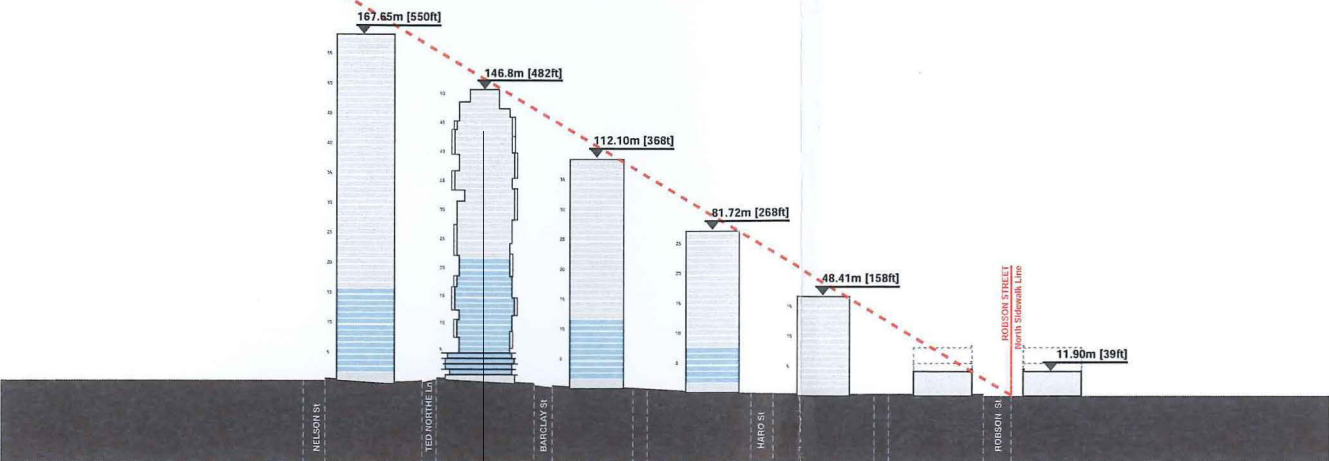 167.65m [550ft]
146.8m [482ft]
112.10m [368t]
81.72m [268ft]
48.41m [158ft]
11.90m [39ft]
ROBSON STREET
North Sidewalk Line
NELSON St
TED NORTHE Ln
BARCLAY St
HARO St
ROBSON St